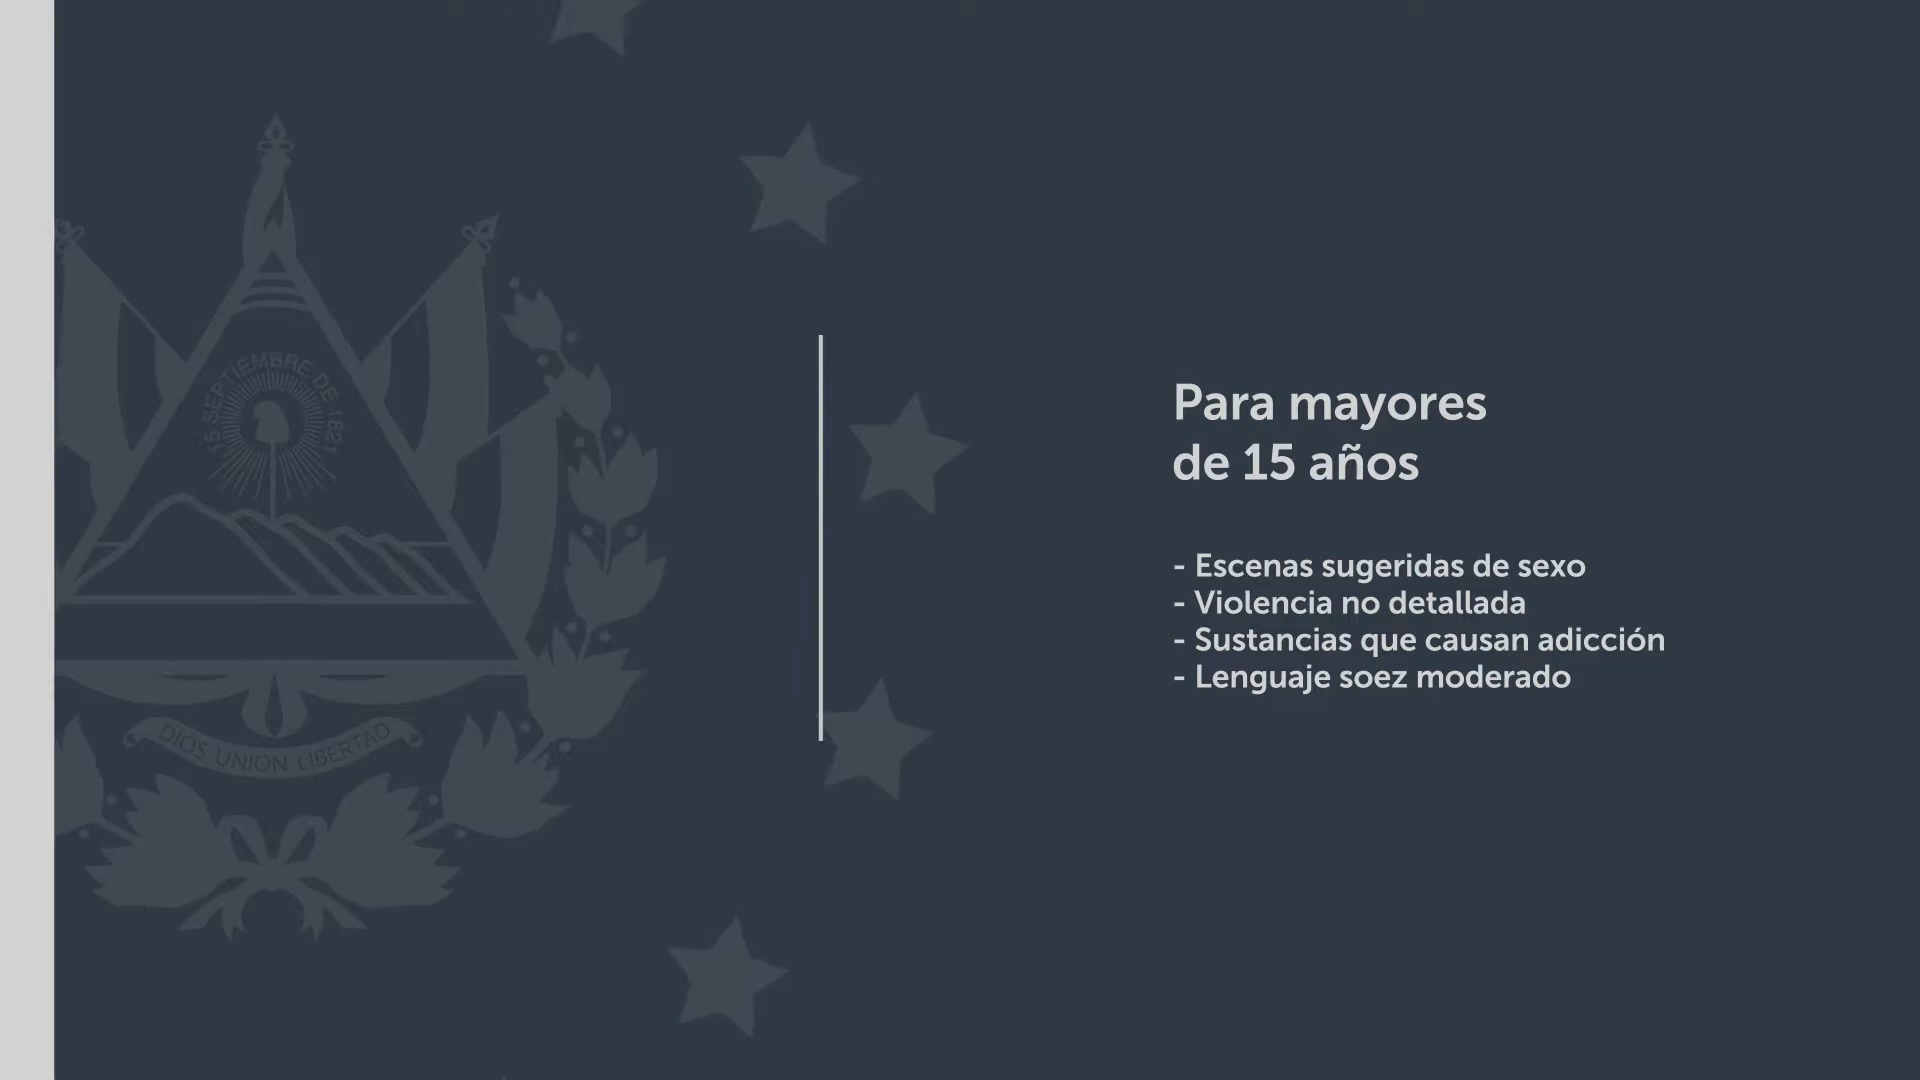 15 SEPTIEMBRE DE 1821
DIOS UNION LIBERTAD
Para mayores
de 15 años
- Escenas sugeridas de sexo
- Violencia no detallada
- Sustancias que causan adicción
- Lenguaje soez moderado